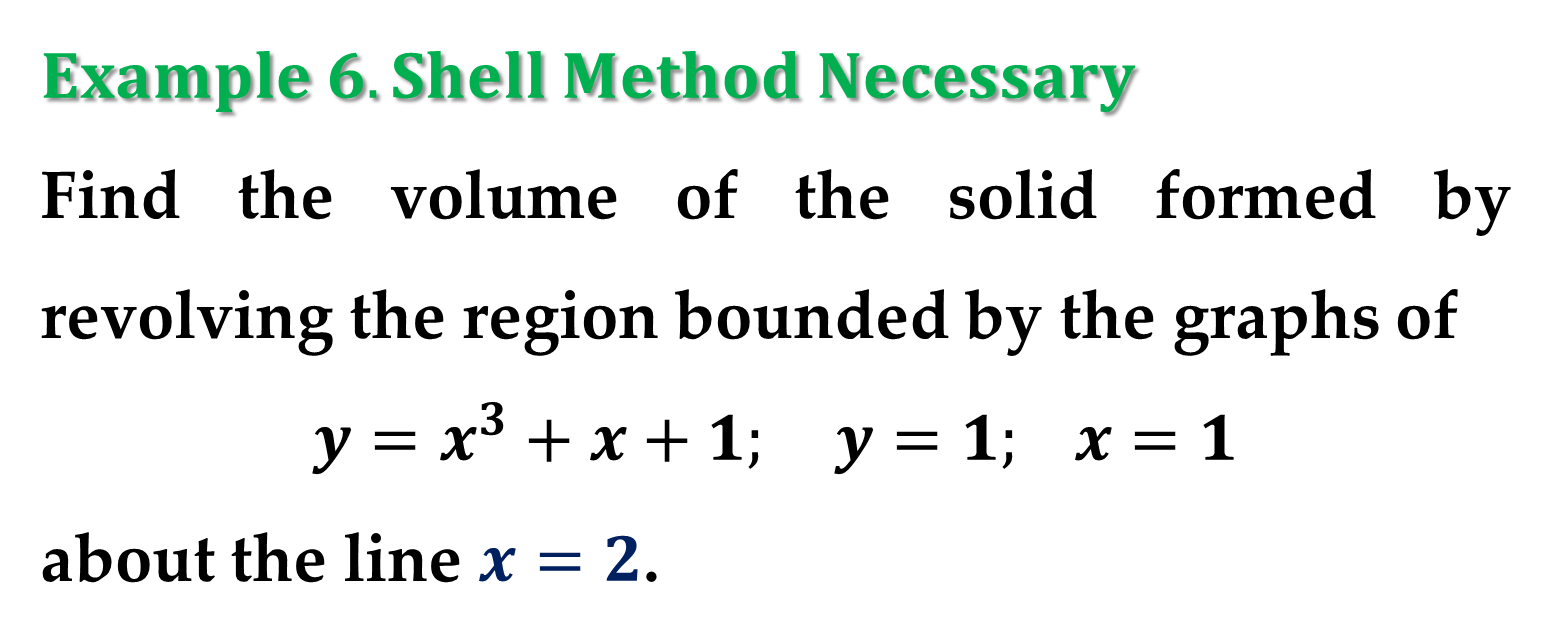 Example 6. Shell Method Necessary
Find the volume of the solid formed by
revolving the region bounded by the graphs of
y = x³ + x + 1; y = 1; x = 1
about the line x = 2.